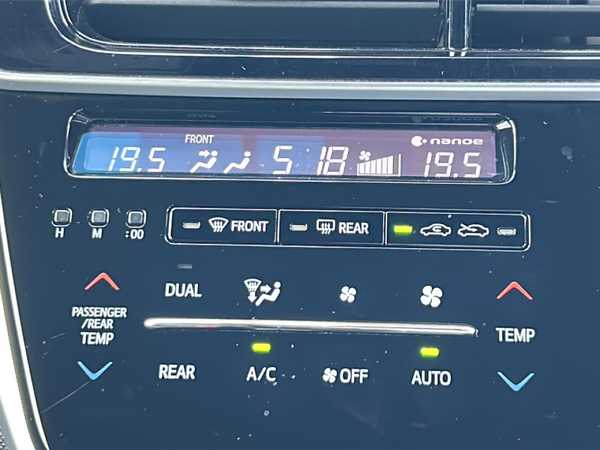 FRONT
19.5 5 18 nanoe 19.5
H M :00 FRONT REAR
PASSENGER
/REAR
TEMP
DUAL
TEMP
REAR A/C OFF AUTO